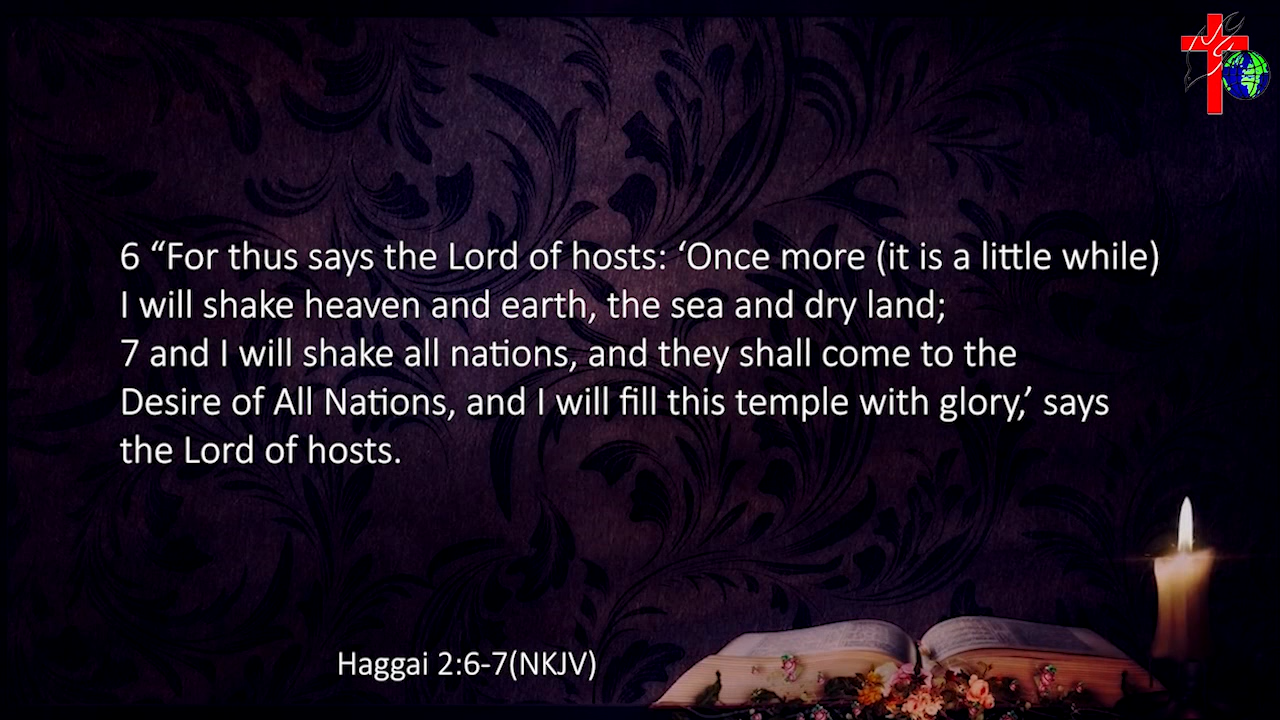 6 “For thus says the Lord of hosts: ‘Once more (it is a little while)
I will shake heaven and earth, the sea and dry land;
7 and I will shake all nations, and they shall come to the
Desire of All Nations, and I will fill this temple with glory,’ says
the Lord of hosts.
Haggai 2:6-7(NKJV)